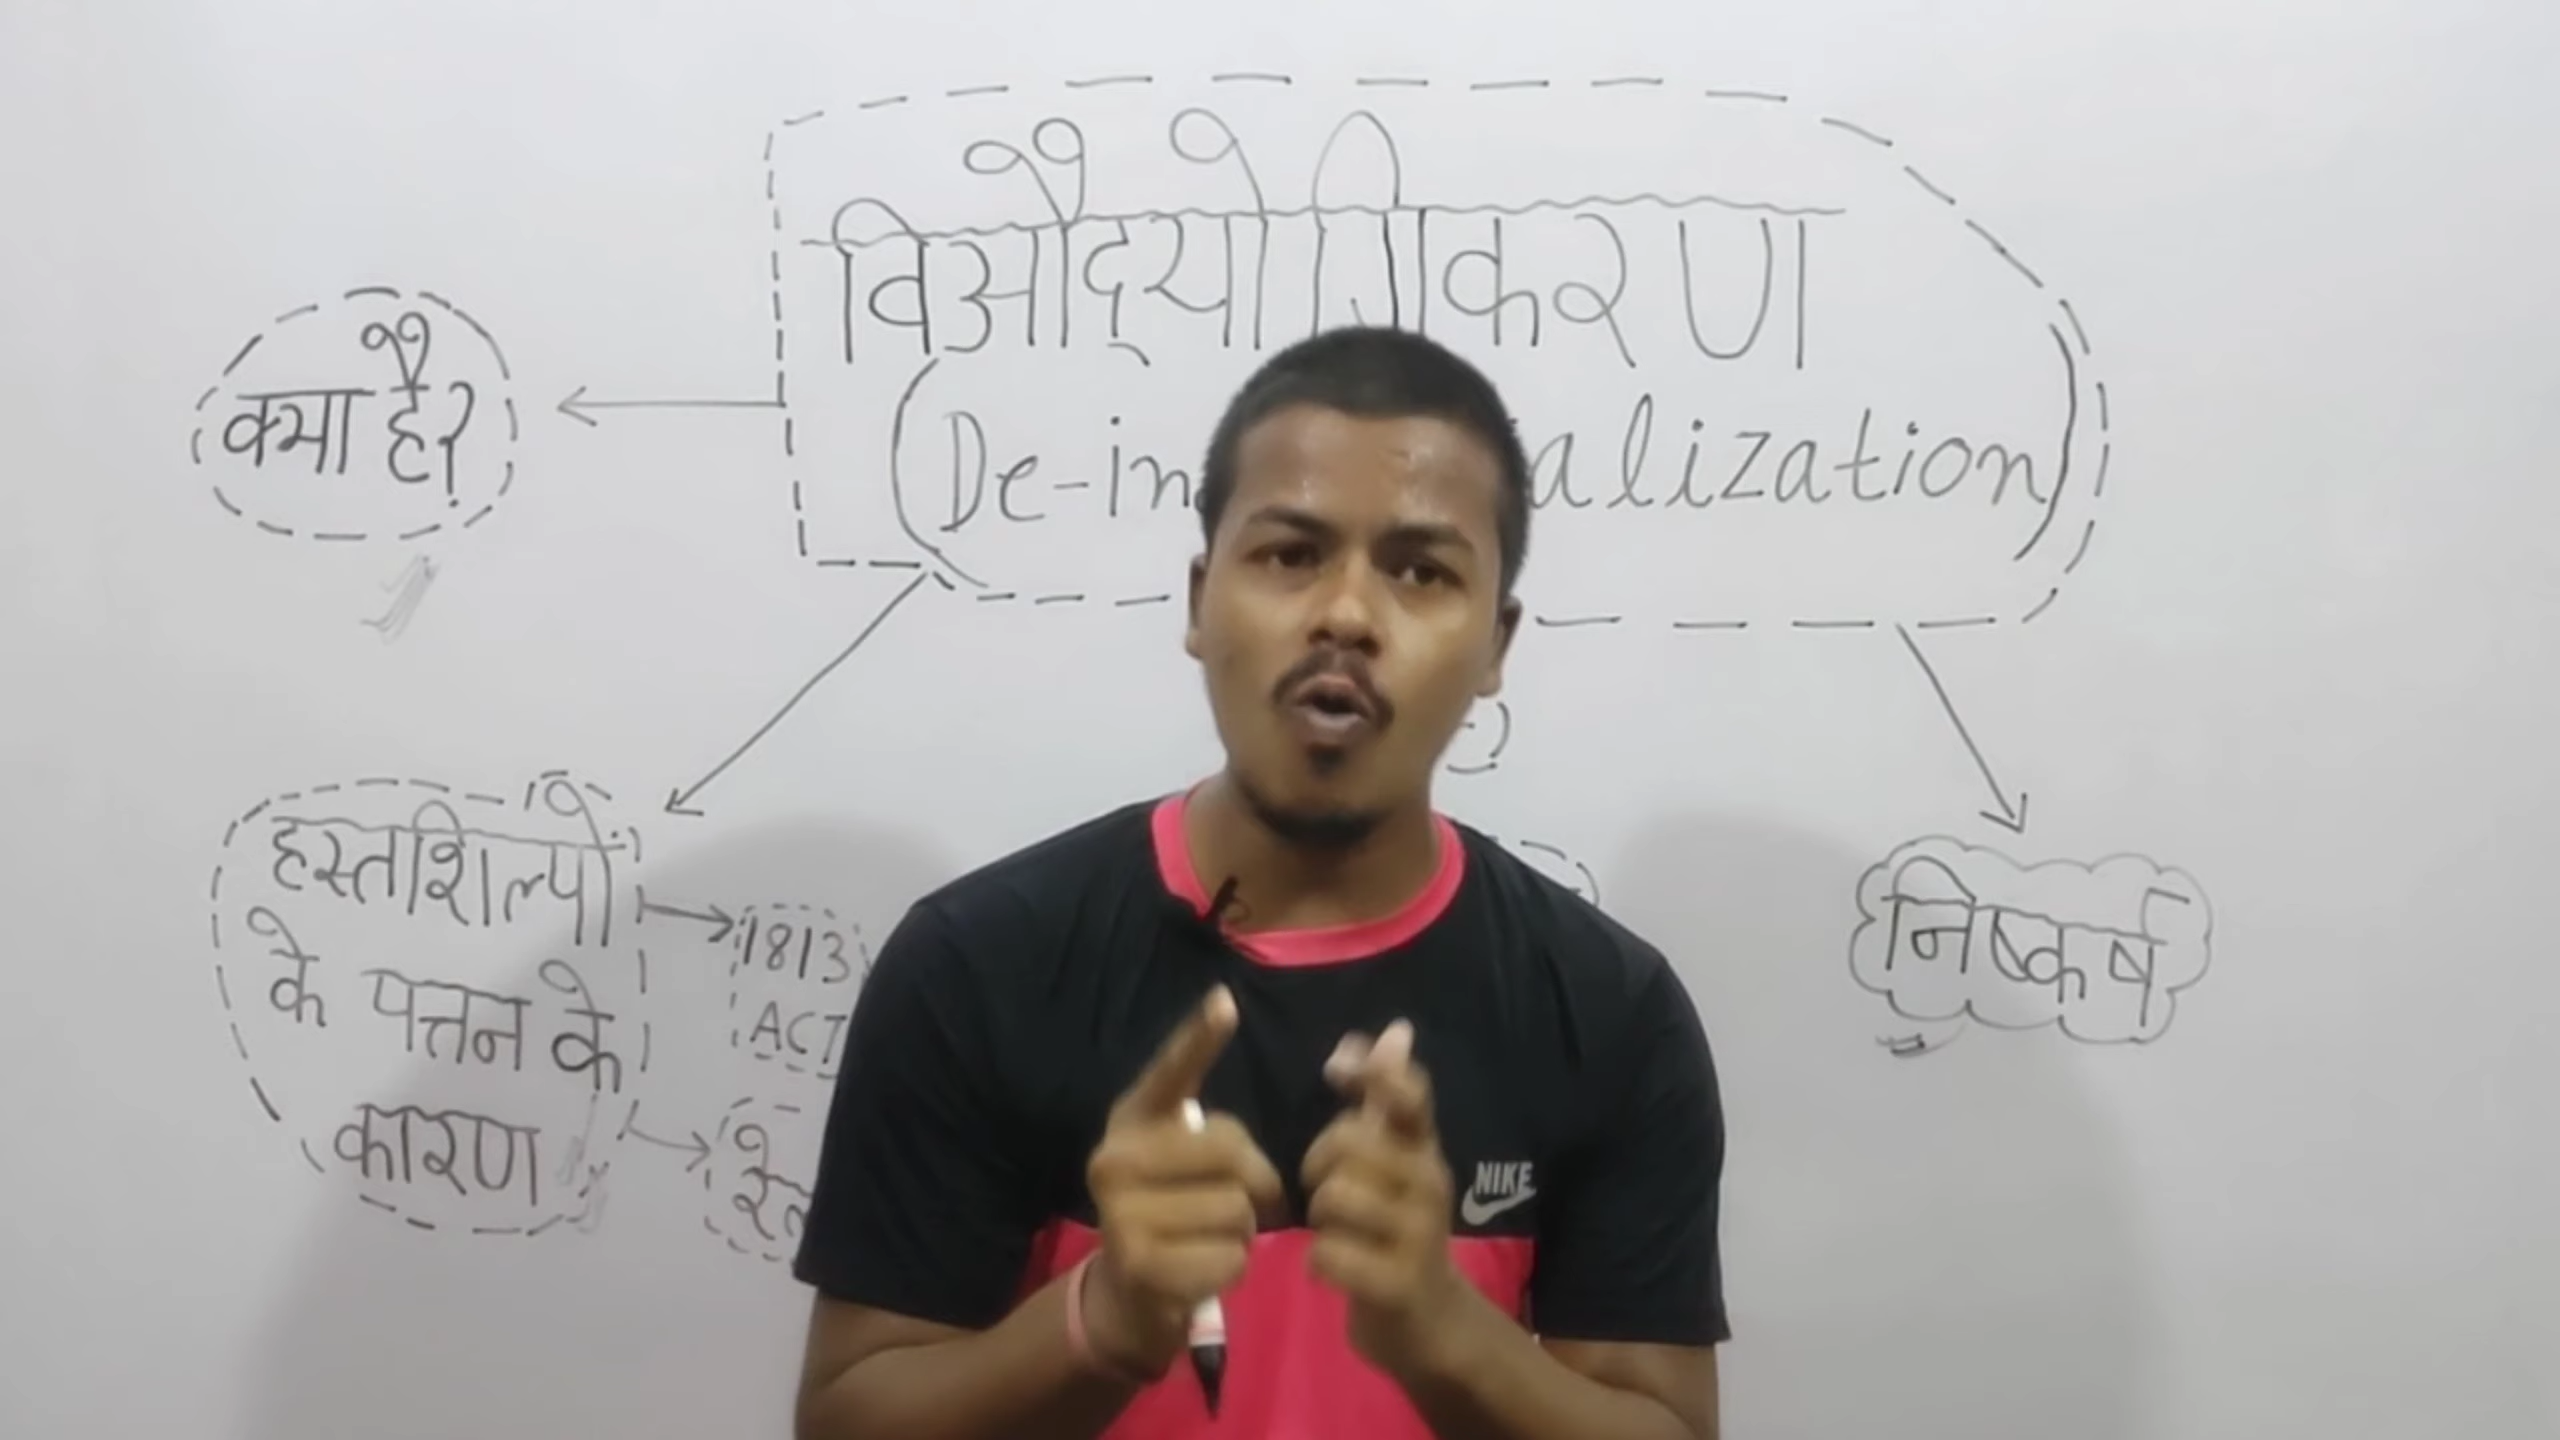 विऔद्योगिकरण
(De-in alization)
क्या है?
हस्तशिल्पों
के पत्तन के
कारण
1813
ACT
निष्कर्ष
NIKE